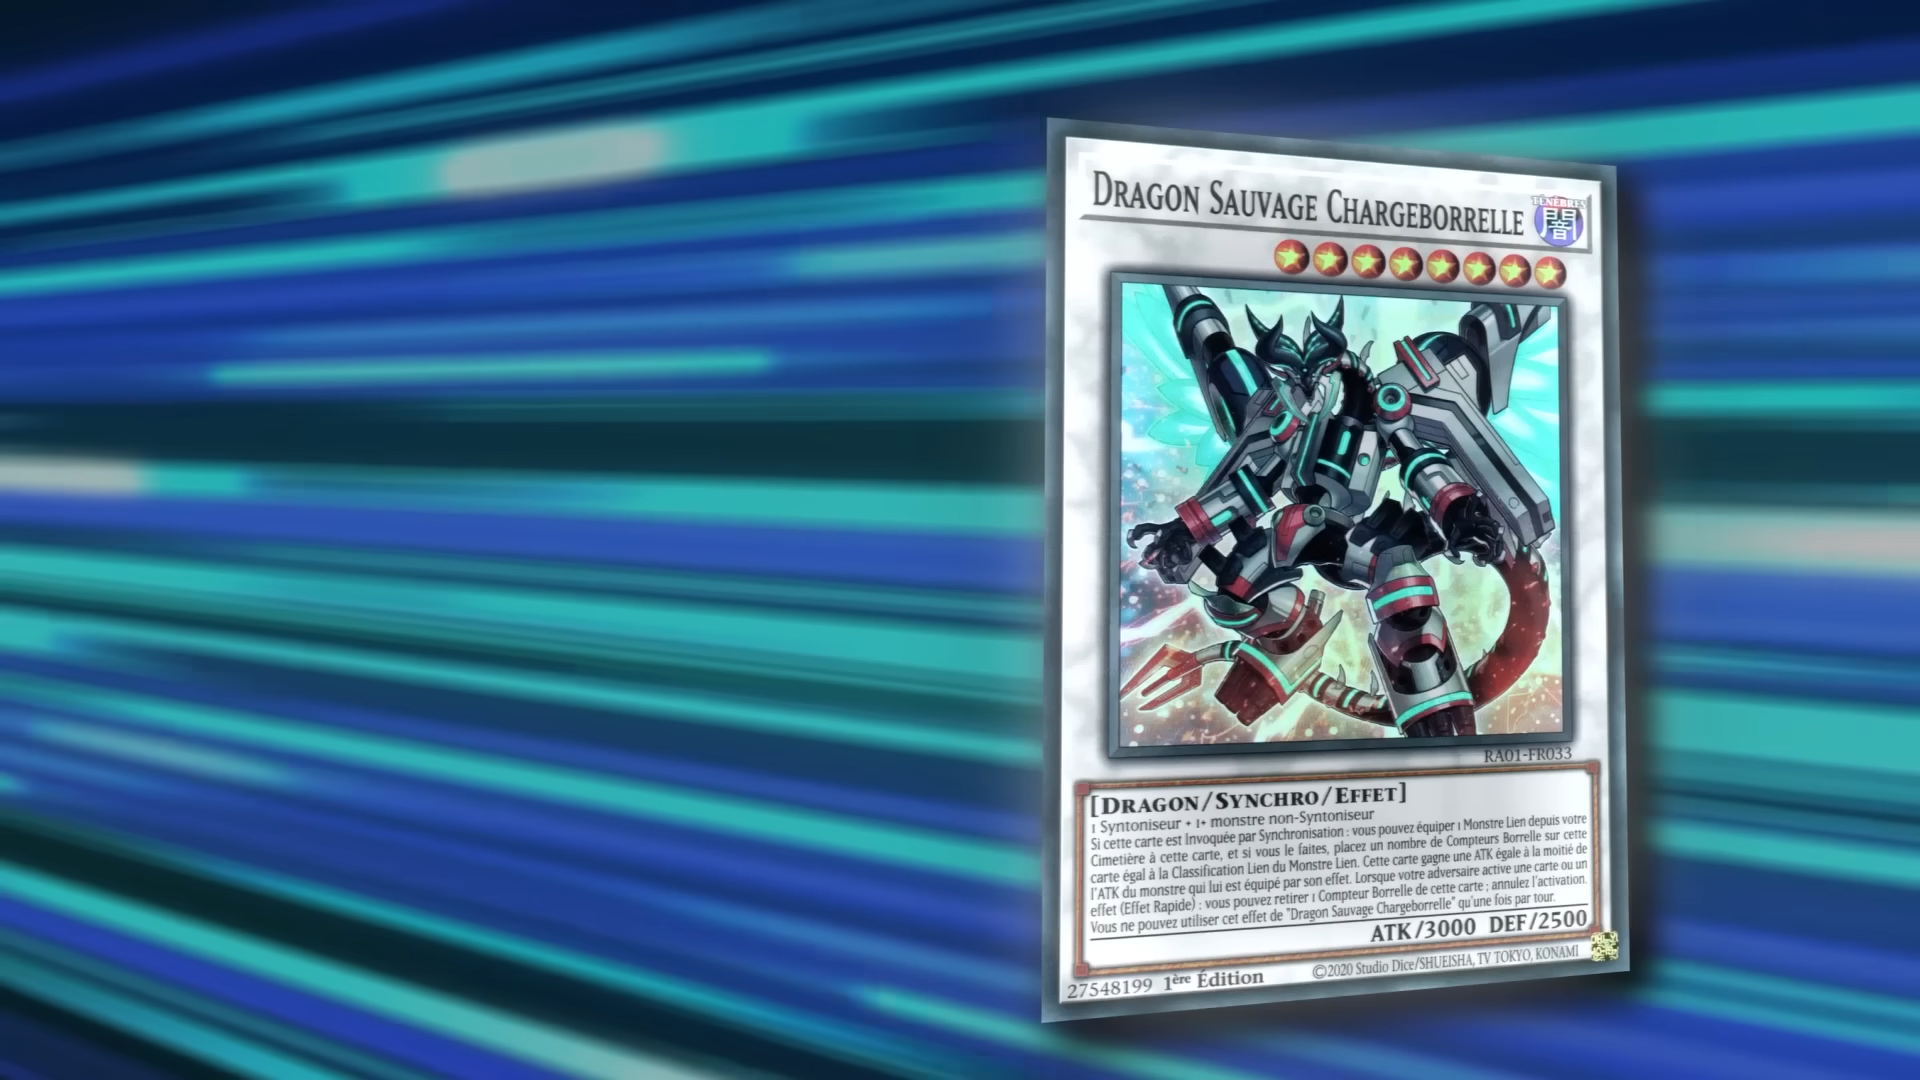 DRAGON SAUVAGE CHARGEBORRELLE
TÉNÈBRES
闇
RA01-FR033
[DRAGON/SYNCHRO/EFFET]
1 Syntoniseur + 1+ monstre non-Syntoniseur
Si cette carte est Invoquée par Synchronisation : vous pouvez équiper 1 Monstre Lien depuis votre
Cimetière à cette carte, et si vous le faites, placez un nombre de Compteurs Borrelle sur cette
carte égal à la Classification Lien du Monstre Lien. Cette carte gagne une ATK égale à la moitié de
l'ATK du monstre qui lui est équipé par son effet. Lorsque votre adversaire active une carte ou un
effet (Effet Rapide) : vous pouvez retirer 1 Compteur Borrelle de cette carte ; annulez l'activation.
Vous ne pouvez utiliser cet effet de "Dragon Sauvage Chargeborrelle" qu'une fois par tour.
ATK/3000 DEF/2500
27548199 1ère Édition
©2020 Studio Dice/SHUEISHA, TV TOKYO, KONAMI